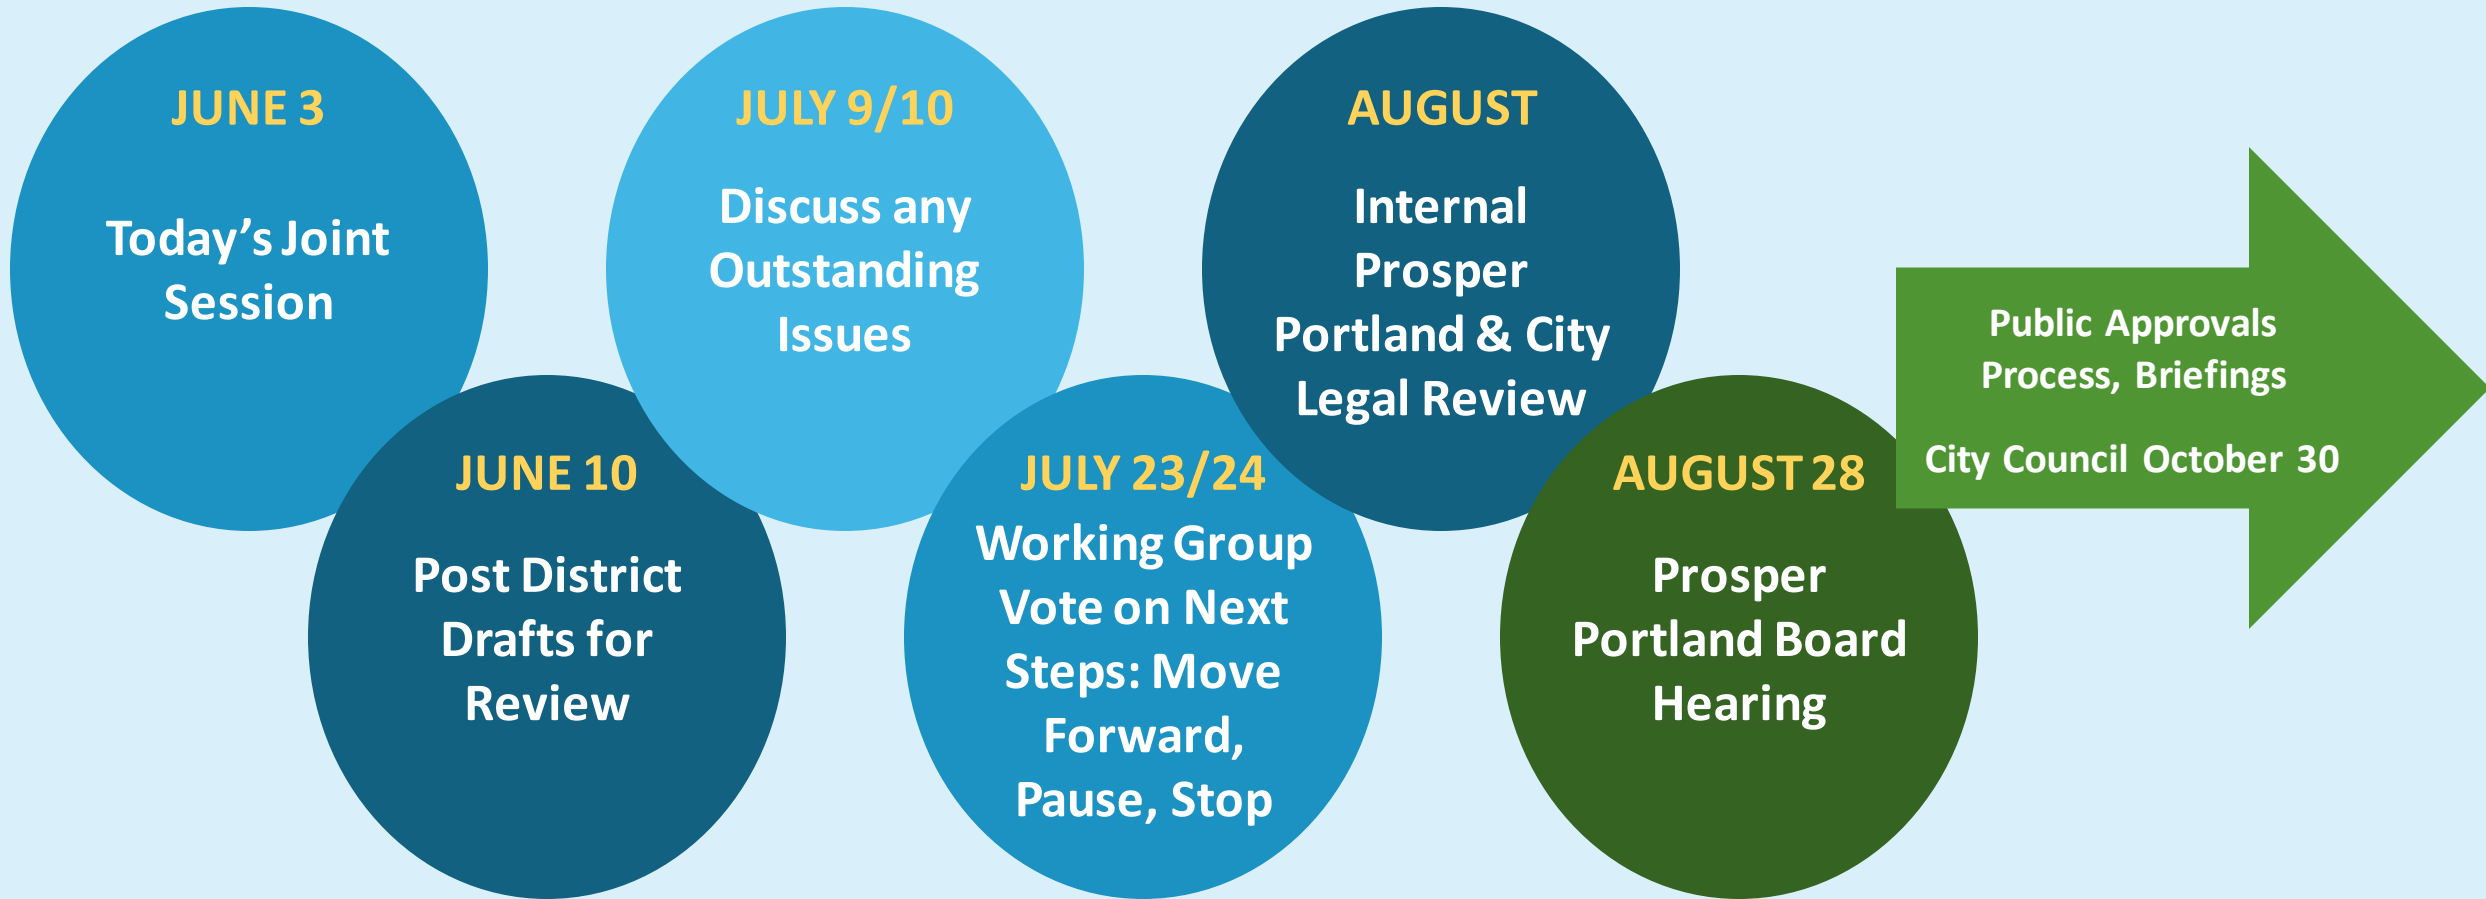 JUNE 3
Today’s Joint
Session
JUNE 10
Post District
Drafts for
Review
JULY 9/10
Discuss any
Outstanding
Issues
JULY 23/24
Working Group
Vote on Next
Steps: Move
Forward,
Pause, Stop
AUGUST
Internal
Prosper
Portland & City
Legal Review
AUGUST 28
Prosper
Portland Board
Hearing
Public Approvals
Process, Briefings
City Council October 30